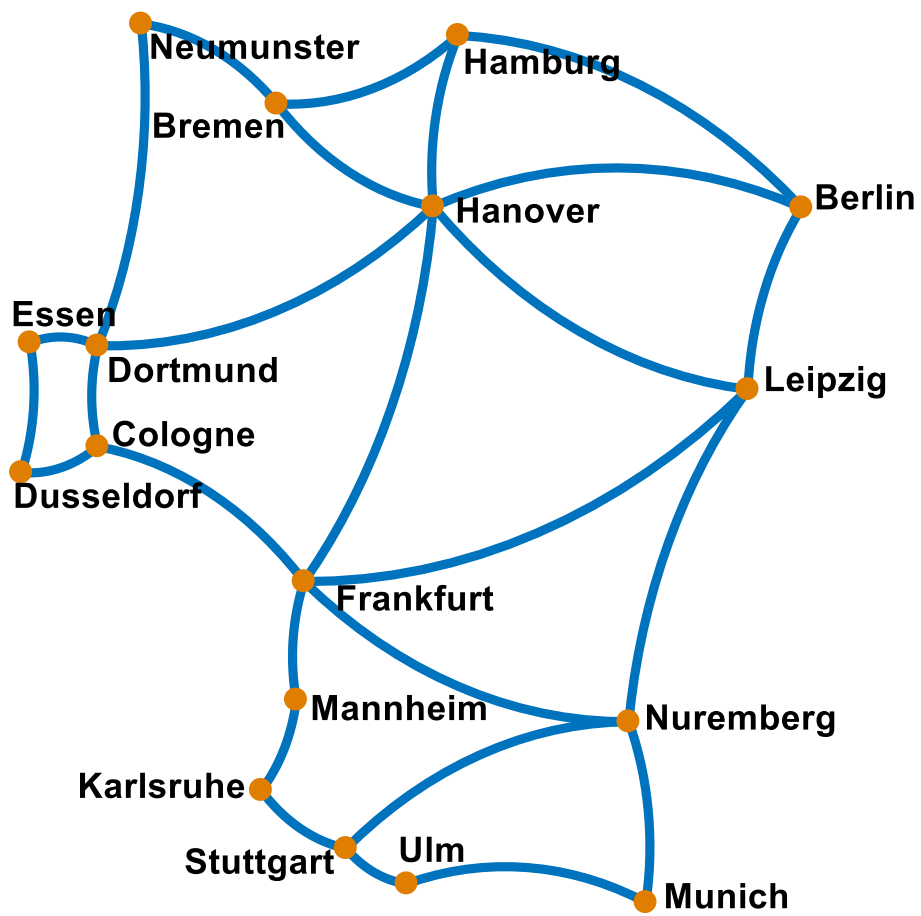 Neumunster
Hamburg
Bremen
Berlin
Hanover
Essen
Dortmund
Leipzig
Cologne
Dusseldorf
Frankfurt
Mannheim
Nuremberg
Karlsruhe
Ulm
Stuttgart
Munich